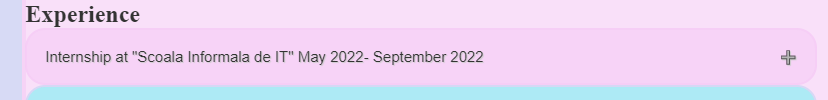 Experience
Internship at "Scoala Informala de IT" May 2022- September 2022